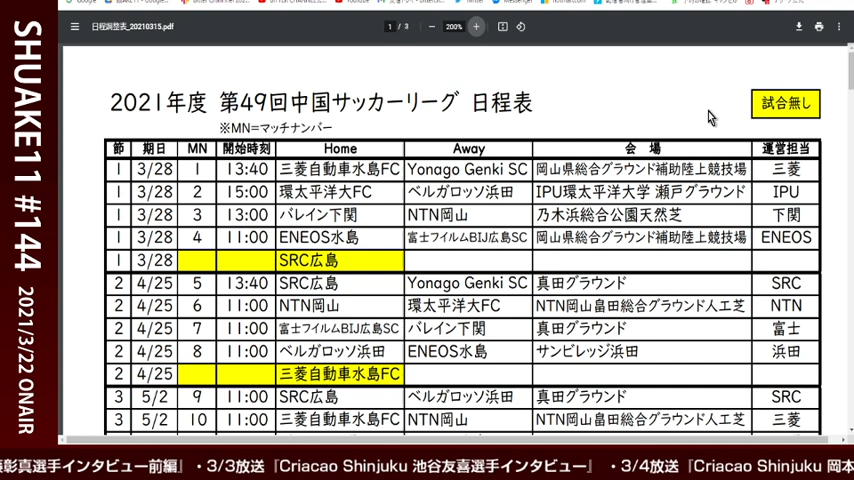 日程調整表_20210315.pdf
1 / 3
200%
2021年度 第49回中国サッカーリーグ 日程表
試合無し
※MN=マッチナンバー
節 期日 MN 開始時刻 Home Away 会 場 運営担当
1 3/28 1 13:40 三菱自動車水島FC Yonago Genki SC 岡山県総合グラウンド補助陸上競技場 三菱
1 3/28 2 15:00 環太平洋大FC ベルガロッソ浜田 IPU環太平洋大学 瀬戸グラウンド IPU
1 3/28 3 13:00 バレイン下関 NTN岡山 乃木浜総合公園天然芝 下関
1 3/28 4 11:00 ENEOS水島 富士フイルムBIJ広島SC 岡山県総合グラウンド補助陸上競技場 ENEOS
1 3/28 SRC広島
2 4/25 5 13:40 SRC広島 Yonago Genki SC 真田グラウンド SRC
2 4/25 6 11:00 NTN岡山 環太平洋大FC NTN岡山畠田総合グラウンド人工芝 NTN
2 4/25 7 11:00 富士フイルムBIJ広島SC バレイン下関 真田グラウンド 富士
2 4/25 8 11:00 ベルガロッソ浜田 ENEOS水島 サンビレッジ浜田 浜田
2 4/25 三菱自動車水島FC
3 5/2 9 11:00 SRC広島 ベルガロッソ浜田 真田グラウンド SRC
3 5/2 10 11:00 三菱自動車水島FC NTN岡山 NTN岡山畠田総合グラウンド人工芝 三菱
SHUAKE11 #144 2021/3/22 ONAIR
彰真選手インタビュー前編』 ・3/3放送『Criacao Shinjuku 池谷友喜選手インタビュー』 ・3/4放送『Criacao Shinjuku 岡本